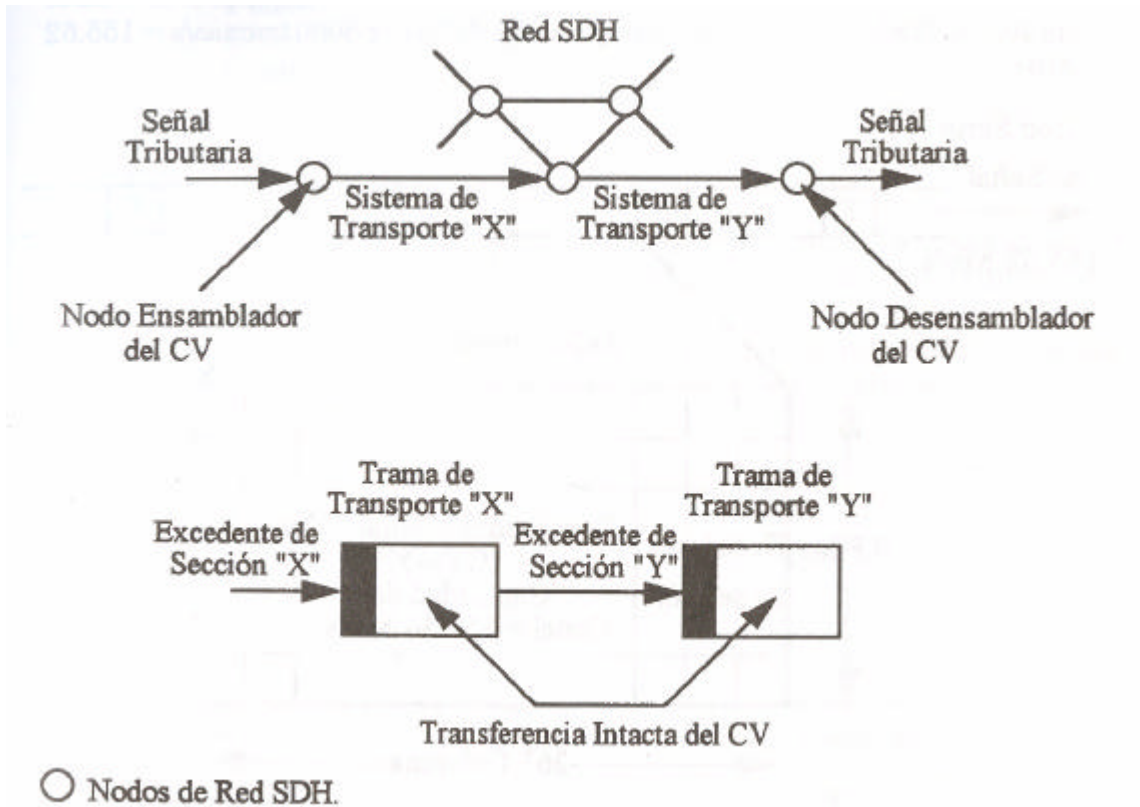 Red SDH
Señal
Tributaria
Señal
Tributaria
Sistema de
Transporte "X"
Sistema de
Transporte "Y"
Nodo Ensamblador
del CV
Nodo Desensamblador
del CV
Trama de
Transporte "X"
Trama de
Transporte "Y"
Excedente de
Sección "X"
Excedente de
Sección "Y"
Transferencia Intacta del CV
Nodos de Red SDH.